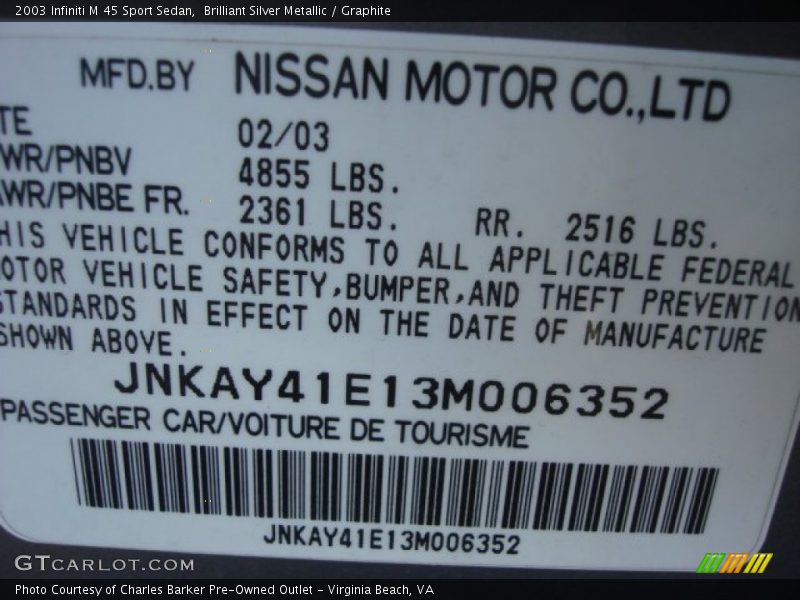 2003 Infiniti M 45 Sport Sedan,  Brilliant Silver Metallic / Graphite
MFD.BY NISSAN MOTOR CO.,LTD
TE 02/03
WR/PNBV 4855 LBS.
WR/PNBE FR. 2361 LBS. RR. 2516 LBS.
HIS VEHICLE CONFORMS TO ALL APPLICABLE FEDERAL
OTOR VEHICLE SAFETY,BUMPER,AND THEFT PREVENTION
STANDARDS IN EFFECT ON THE DATE OF MANUFACTURE
SHOWN ABOVE.
JNKAY41E13M006352
PASSENGER CAR/VOITURE DE TOURISME
JNKAY41E13M006352
GTCARLOT.COM
Photo Courtesy of Charles Barker Pre-Owned Outlet - Virginia Beach, VA